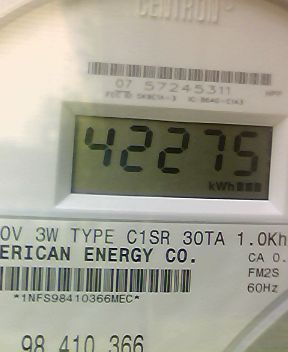 CENTRON
07 57245311
42275
kWh
0V 3W TYPE C1SR 30TA 1.0Kh
ERICAN ENERGY CO.
CA 0.
FM2S
*1NFS98410366MEC*
60Hz
98 410 366